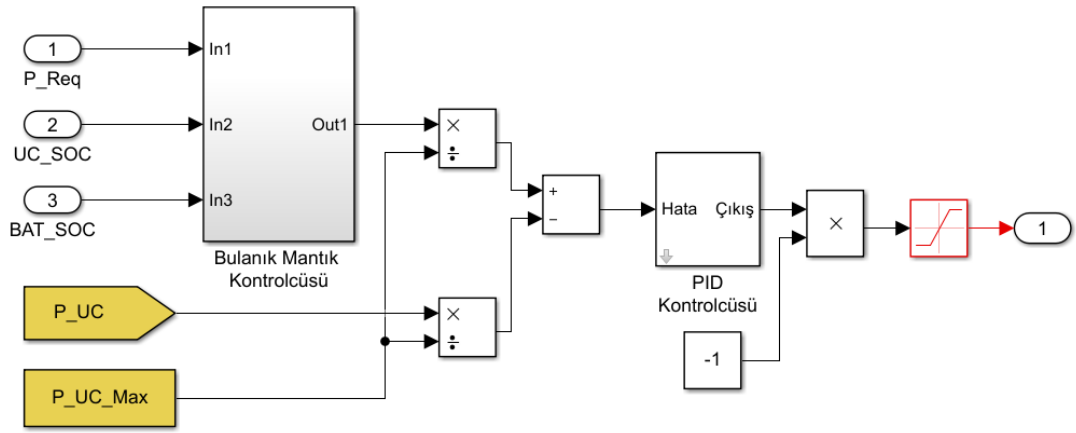 1
P_Req
2
UC_SOC
3
BAT_SOC
In1
In2
In3
Out1
Bulanık Mantık
Kontrolcüsü
P_UC
P_UC_Max
×
÷
×
÷
+
−
Hata Çıkış
PID
Kontrolcüsü
-1
×
1